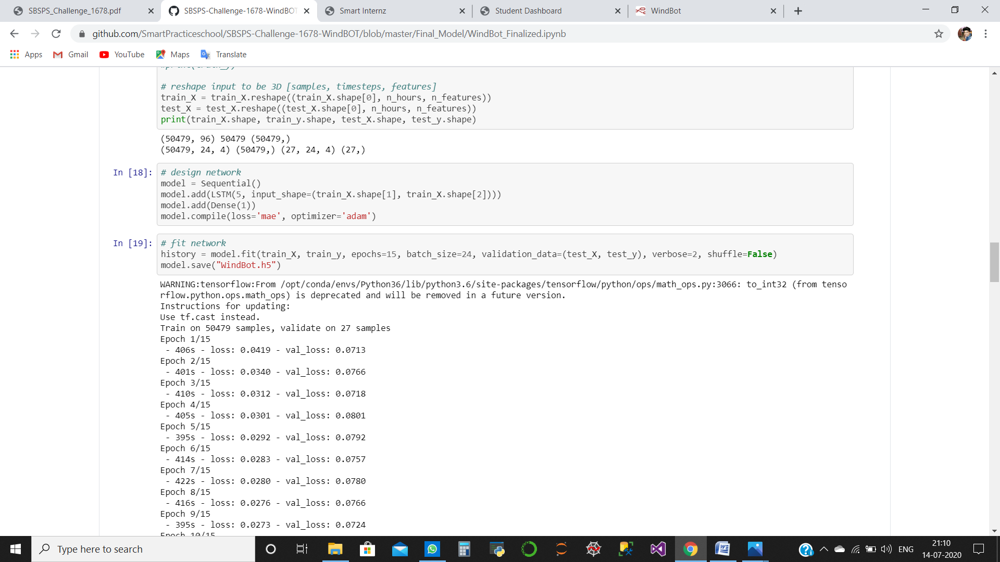 SBSPS_Challenge_1678.pdf
SBSPS-Challenge-1678-WindBOT
Smart Internz
Student Dashboard
WindBot
github.com/SmartPracticeschool/SBSPS-Challenge-1678-WindBOT/blob/master/Final_Model/WindBot_Finalized.ipynb
Apps
Gmail
YouTube
Maps
Translate
# reshape input to be 3D [samples, timesteps, features]
train_X = train_X.reshape((train_X.shape[0], n_hours, n_features))
test_X = test_X.reshape((test_X.shape[0], n_hours, n_features))
print(train_X.shape, train_y.shape, test_X.shape, test_y.shape)
(50479, 96) 50479 (50479,)
(50479, 24, 4) (50479,) (27, 24, 4) (27,)
In [18]:
# design network
model = Sequential()
model.add(LSTM(5, input_shape=(train_X.shape[1], train_X.shape[2])))
model.add(Dense(1))
model.compile(loss='mae', optimizer='adam')
In [19]:
# fit network
history = model.fit(train_X, train_y, epochs=15, batch_size=24, validation_data=(test_X, test_y), verbose=2, shuffle=False)
model.save("WindBot.h5")
WARNING:tensorflow:From /opt/conda/envs/Python36/lib/python3.6/site-packages/tensorflow/python/ops/math_ops.py:3066: to_int32 (from tenso
rflow.python.ops.math_ops) is deprecated and will be removed in a future version.
Instructions for updating:
Use tf.cast instead.
Train on 50479 samples, validate on 27 samples
Epoch 1/15
- 406s - loss: 0.0419 - val_loss: 0.0713
Epoch 2/15
- 401s - loss: 0.0340 - val_loss: 0.0766
Epoch 3/15
- 410s - loss: 0.0312 - val_loss: 0.0718
Epoch 4/15
- 405s - loss: 0.0301 - val_loss: 0.0801
Epoch 5/15
- 395s - loss: 0.0292 - val_loss: 0.0792
Epoch 6/15
- 414s - loss: 0.0283 - val_loss: 0.0757
Epoch 7/15
- 422s - loss: 0.0280 - val_loss: 0.0780
Epoch 8/15
- 416s - loss: 0.0276 - val_loss: 0.0766
Epoch 9/15
- 395s - loss: 0.0273 - val_loss: 0.0724
Epoch 10/15
Type here to search
ENG
21:10
14-07-2020